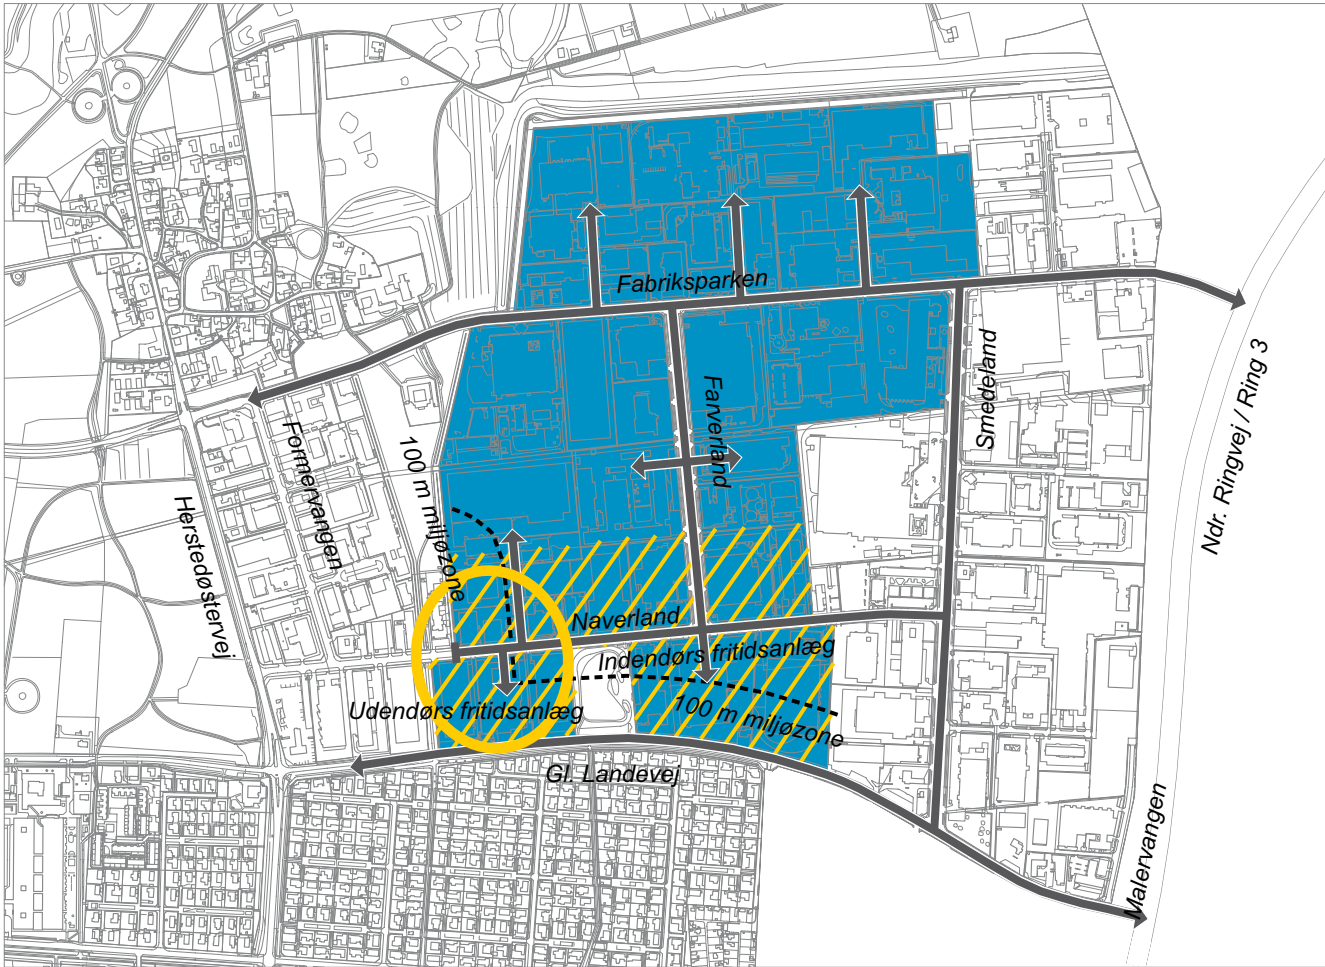 Fabriksparken
Ndr. Ringvej / Ring 3
Smedeland
Farverland
Formervangen
100 m miljøzone
Herstedøstervej
Naverland
Indendørs fritidsanlæg
Udendørs fritidsanlæg
100 m miljøzone
Gl. Landevej
Malervangen